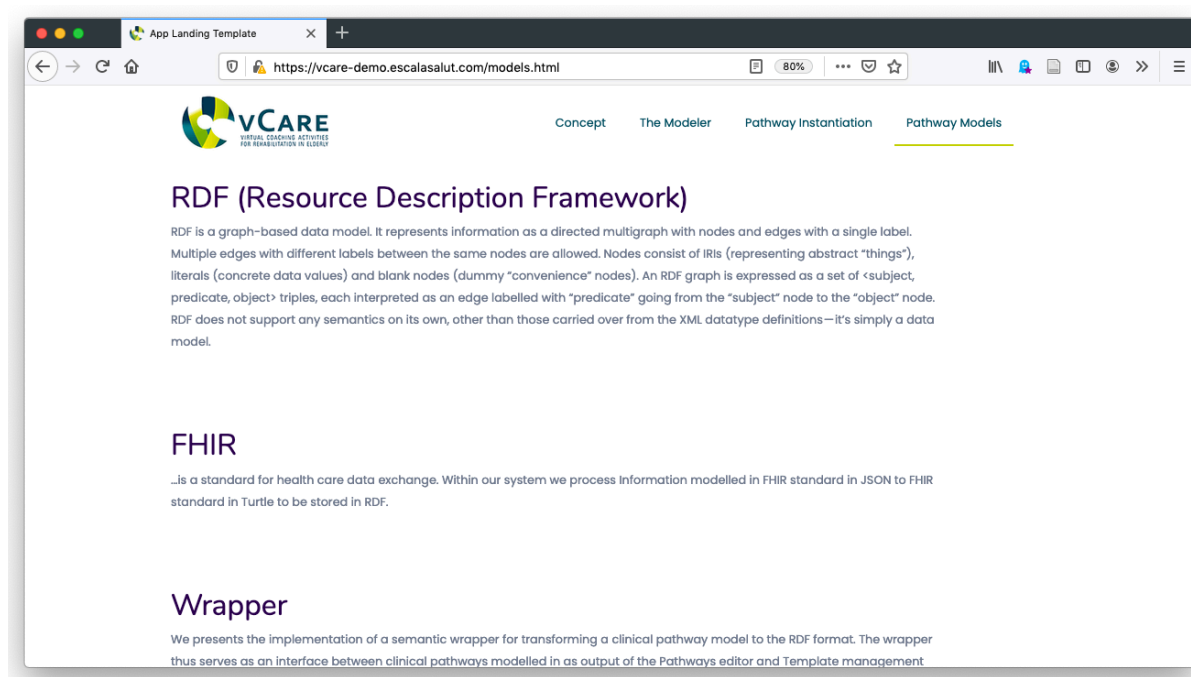 App Landing Template
https://vcare-demo.escalasalut.com/models.html
80%
vCARE
VIRTUAL COACHING ACTIVITIES
FOR REHABILITATION IN ELDERLY
Concept The Modeler Pathway Instantiation Pathway Models
RDF (Resource Description Framework)
RDF is a graph-based data model. It represents information as a directed multigraph with nodes and edges with a single label.
Multiple edges with different labels between the same nodes are allowed. Nodes consist of IRIs (representing abstract “things”),
literals (concrete data values) and blank nodes (dummy “convenience” nodes). An RDF graph is expressed as a set of <subject,
predicate, object> triples, each interpreted as an edge labelled with “predicate” going from the “subject” node to the “object” node.
RDF does not support any semantics on its own, other than those carried over from the XML datatype definitions—it’s simply a data
model.
FHIR
…is a standard for health care data exchange. Within our system we process Information modelled in FHIR standard in JSON to FHIR
standard in Turtle to be stored in RDF.
Wrapper
We presents the implementation of a semantic wrapper for transforming a clinical pathway model to the RDF format. The wrapper
thus serves as an interface between clinical pathways modelled in as output of the Pathways editor and Template management